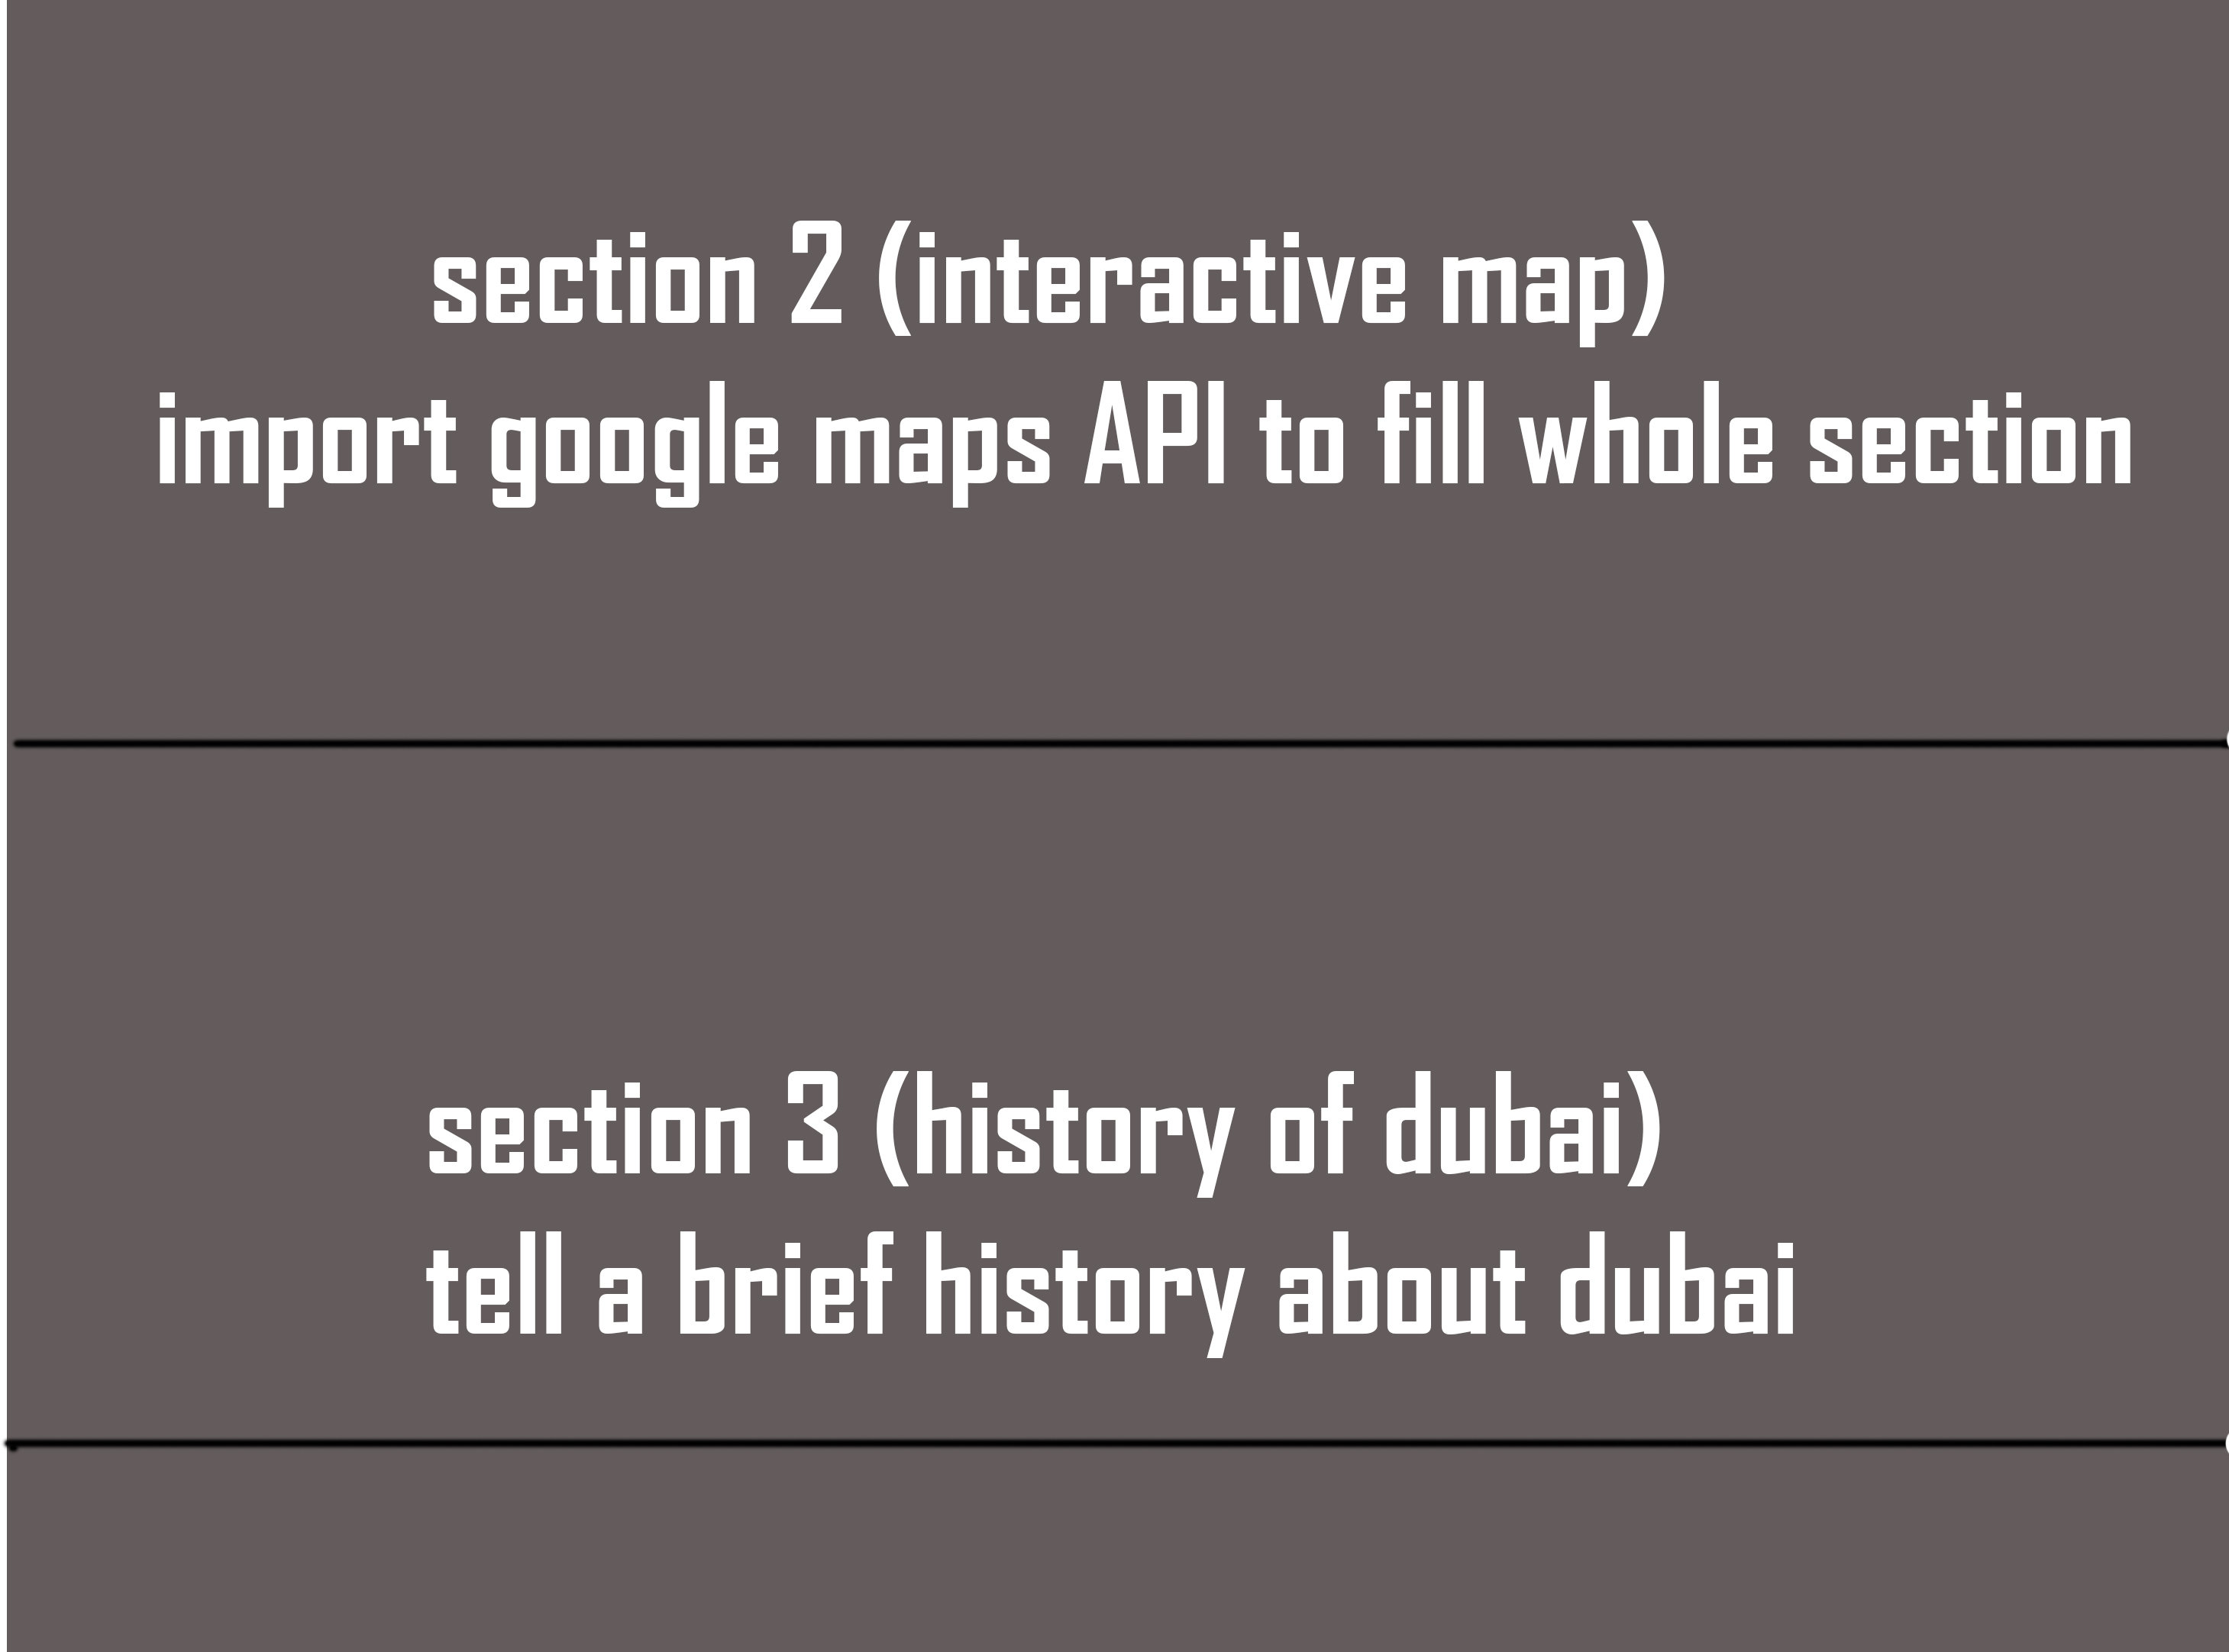 section 2 (interactive map)
import google maps API to fill whole section
section 3 (history of dubai)
tell a brief history about dubai